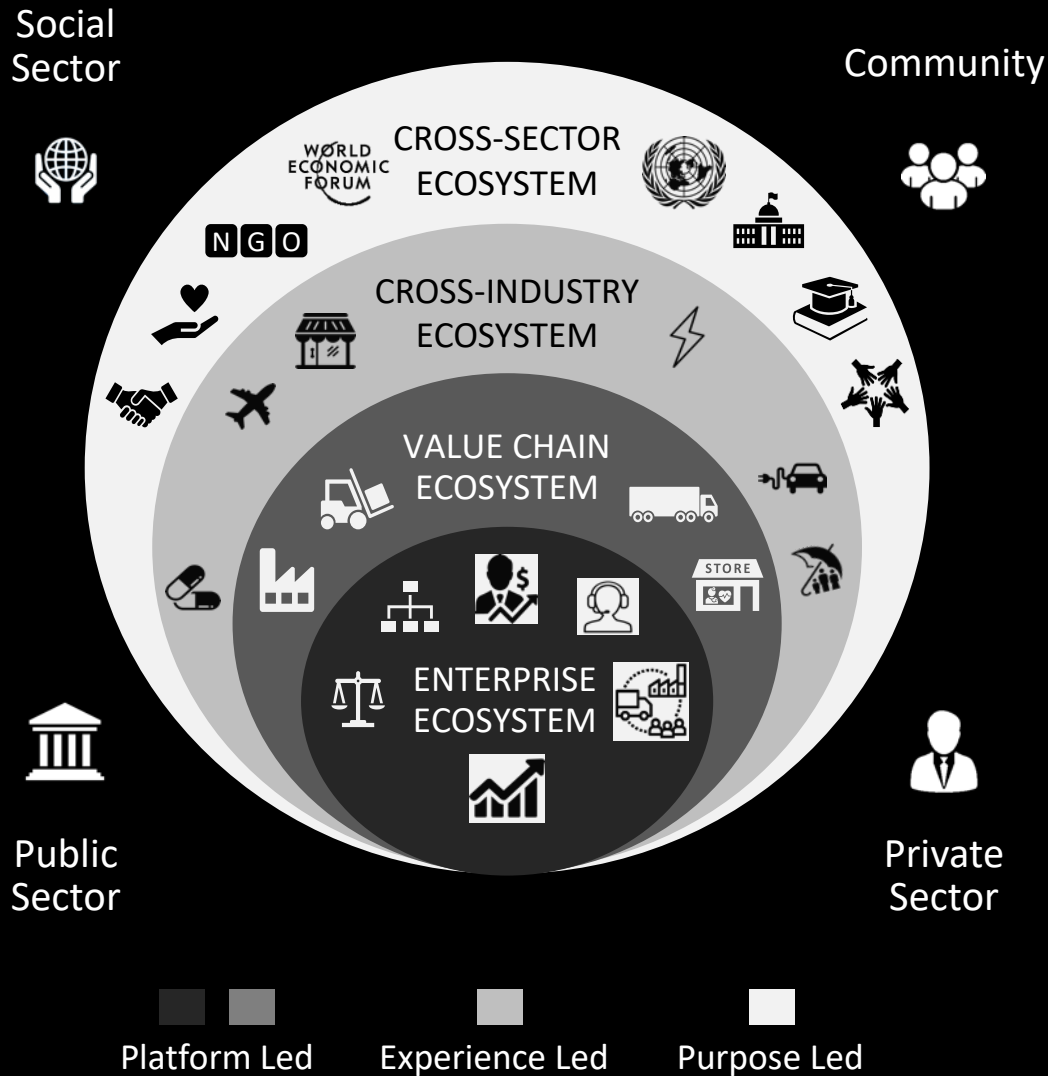 Social
Sector
Community
WORLD
ECONOMIC
FORUM
CROSS-SECTOR
ECOSYSTEM
NGO
CROSS-INDUSTRY
ECOSYSTEM
VALUE CHAIN
ECOSYSTEM
STORE
$
ENTERPRISE
ECOSYSTEM
Public
Sector
Private
Sector
Platform Led
Experience Led
Purpose Led